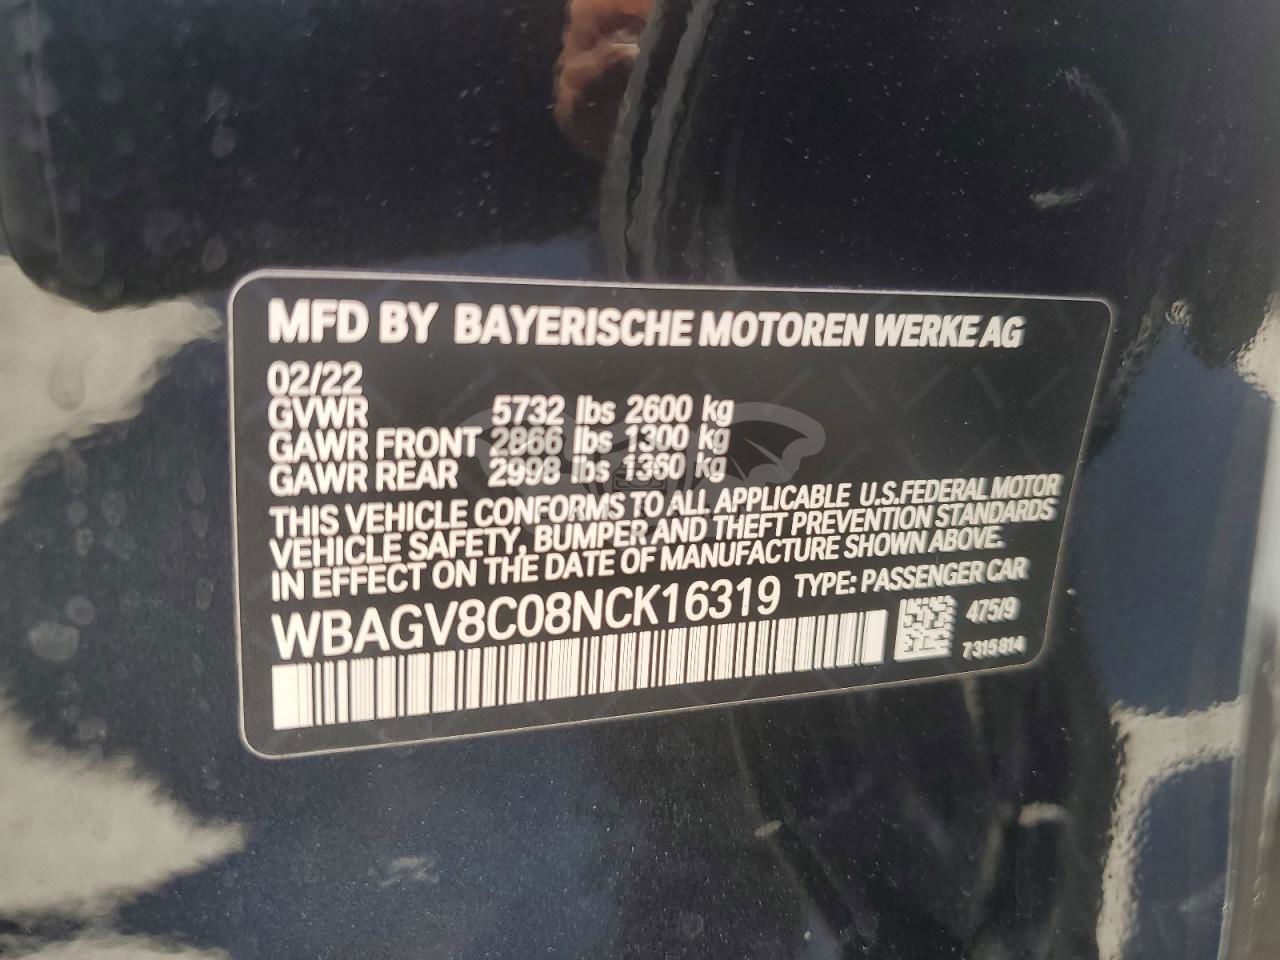 MFD BY BAYERISCHE MOTOREN WERKE AG
02/22
GVWR 5732 lbs 2600 kg
GAWR FRONT 2866 lbs 1300 kg
GAWR REAR 2998 lbs 1360 kg
THIS VEHICLE CONFORMS TO ALL APPLICABLE U.S.FEDERAL MOTOR
VEHICLE SAFETY, BUMPER AND THEFT PREVENTION STANDARDS
IN EFFECT ON THE DATE OF MANUFACTURE SHOWN ABOVE.
WBAGV8C08NCK16319 TYPE: PASSENGER CAR
475/9
7315814